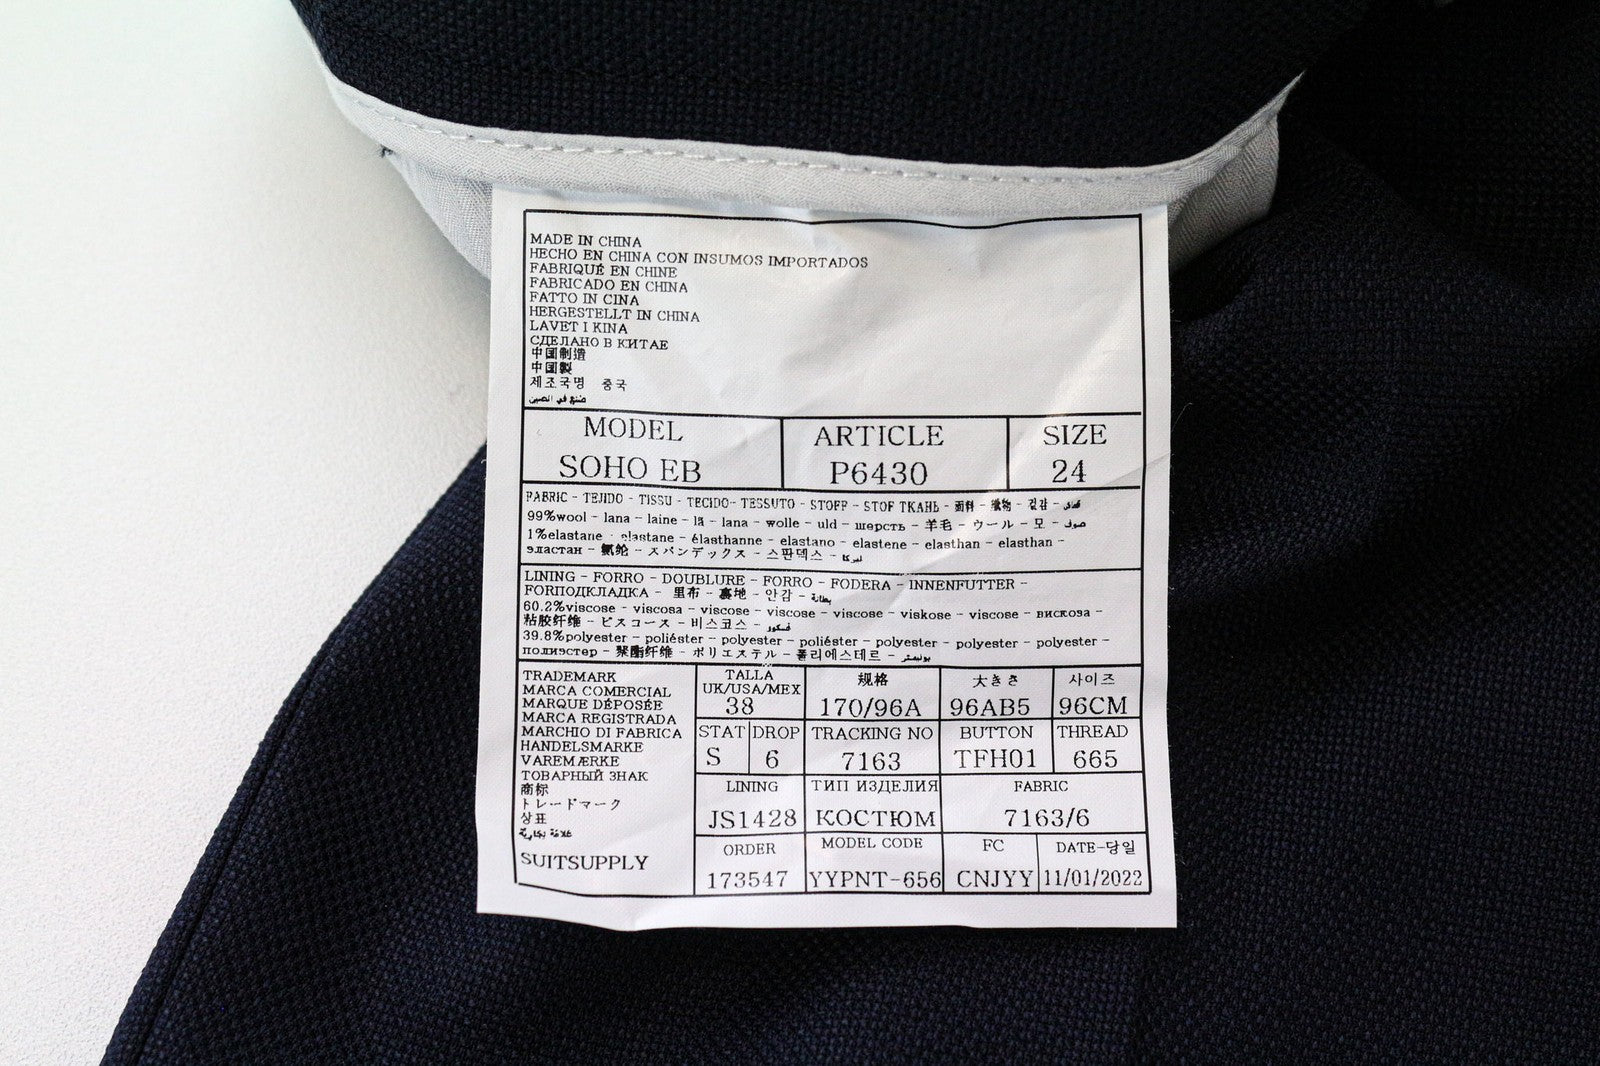 MADE IN CHINA
HECHO EN CHINA CON INSUMOS IMPORTADOS
FABRIQUÉ EN CHINE
FABRICADO EN CHINA
FATTO IN CINA
HERGESTELLT IN CHINA
LAVET I KINA
СДЕЛАНО В КИТАЕ
中国制造
中国製
제조국명 중국
صنع في الصين
MODEL ARTICLE SIZE
SOHO EB P6430 24
FABRIC - TEJIDO - TISSU - TECIDO- TESSUTO - STOFF - STOF ТКАНЬ - 面料 - 織物 - 겉감 - قماش
99%wool - lana - laine - lã - lana - wolle - uld - шерсть - 羊毛 - ウール - 모 - صوف
1%elastane - elastane - élasthanne - elastano - elastene - elasthan - elasthan -
эластан - 氨纶 - スパンデックス - 스판덱스 -
LINING - FORRO - DOUBLURE - FORRO - FODERA - INNENFUTTER -
FORПОДКЛАДКА - 里布 - 裏地 - 안감 - بطانة
60.2%viscose - viscosa - viscose - viscose - viscose - viskose - viscose - вискоза -
粘胶纤维 - ビスコース - 비스코스 - فسكوز
39.8%polyester - poliéster - polyester - poliéster - polyester - polyester - polyester -
полиэстер - 聚酯纤维 - ポリエステル - 폴리에스테르 - بوليستر
TRADEMARK
MARCA COMERCIAL
MARQUE DÉPOSÉE
MARCA REGISTRADA
MARCHIO DI FABRICA
HANDELSMARKE
VAREMÆRKE
ТОВАРНЫЙ ЗНАК
商标
トレードマーク
상표
علامة تجارية
SUITSUPPLY
TALLA 规格 大きさ 사이즈
UK/USA/MEX
38 170/96A 96AB5 96CM
STAT DROP TRACKING NO BUTTON THREAD
S 6 7163 TFH01 665
LINING ТИП ИЗДЕЛИЯ FABRIC
JS1428 КОСТЮМ 7163/6
ORDER MODEL CODE FC DATE-당일
173547 YYPNT-656 CNJYY 11/01/2022